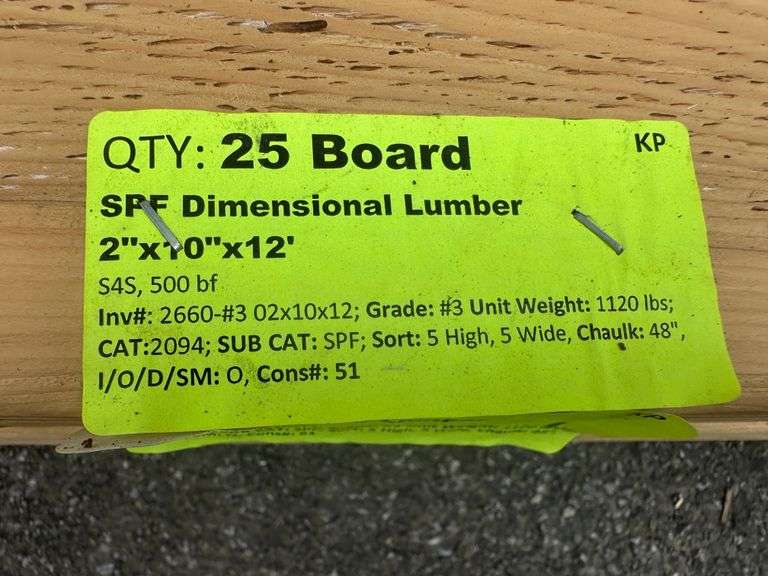 QTY: 25 Board
KP
SPF Dimensional Lumber
2"x10"x12'
S4S, 500 bf
Inv#: 2660-#3 02x10x12; Grade: #3 Unit Weight: 1120 lbs;
CAT:2094; SUB CAT: SPF; Sort: 5 High, 5 Wide, Chaulk: 48",
I/O/D/SM: O, Cons#: 51